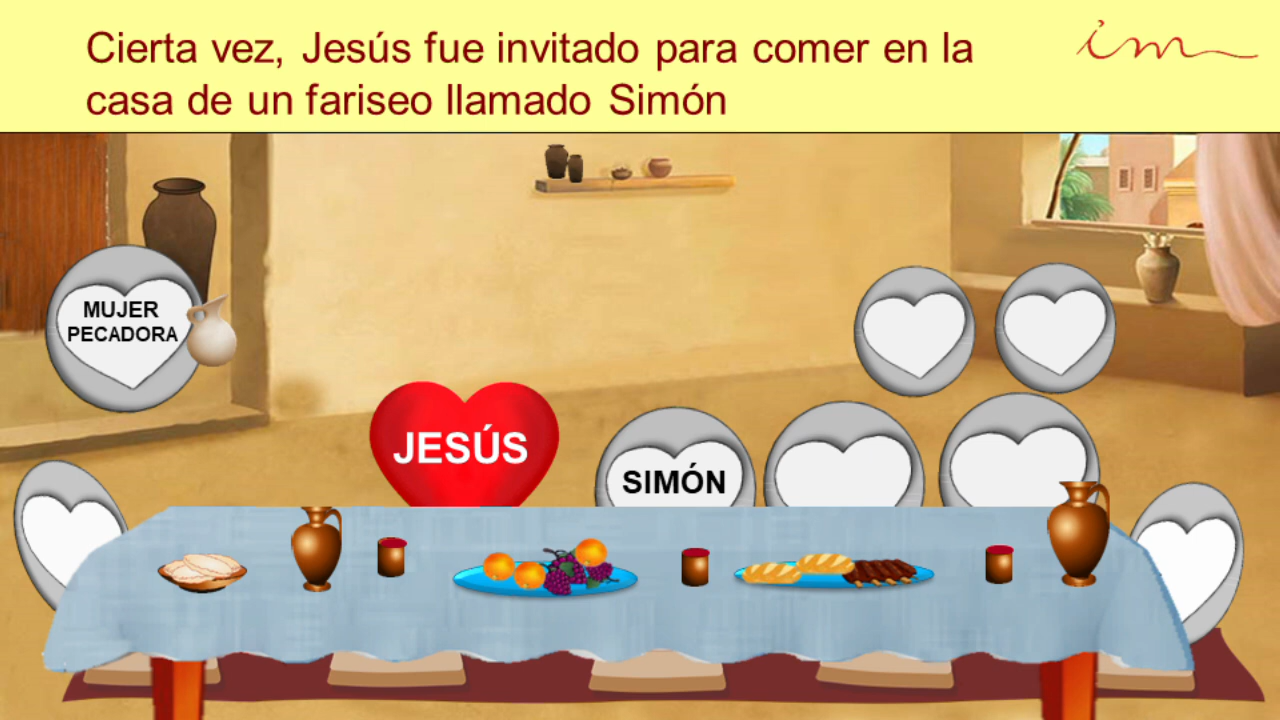 Cierta vez, Jesús fue invitado para comer en la
casa de un fariseo llamado Simón
im
MUJER
PECADORA
JESÚS
SIMÓN